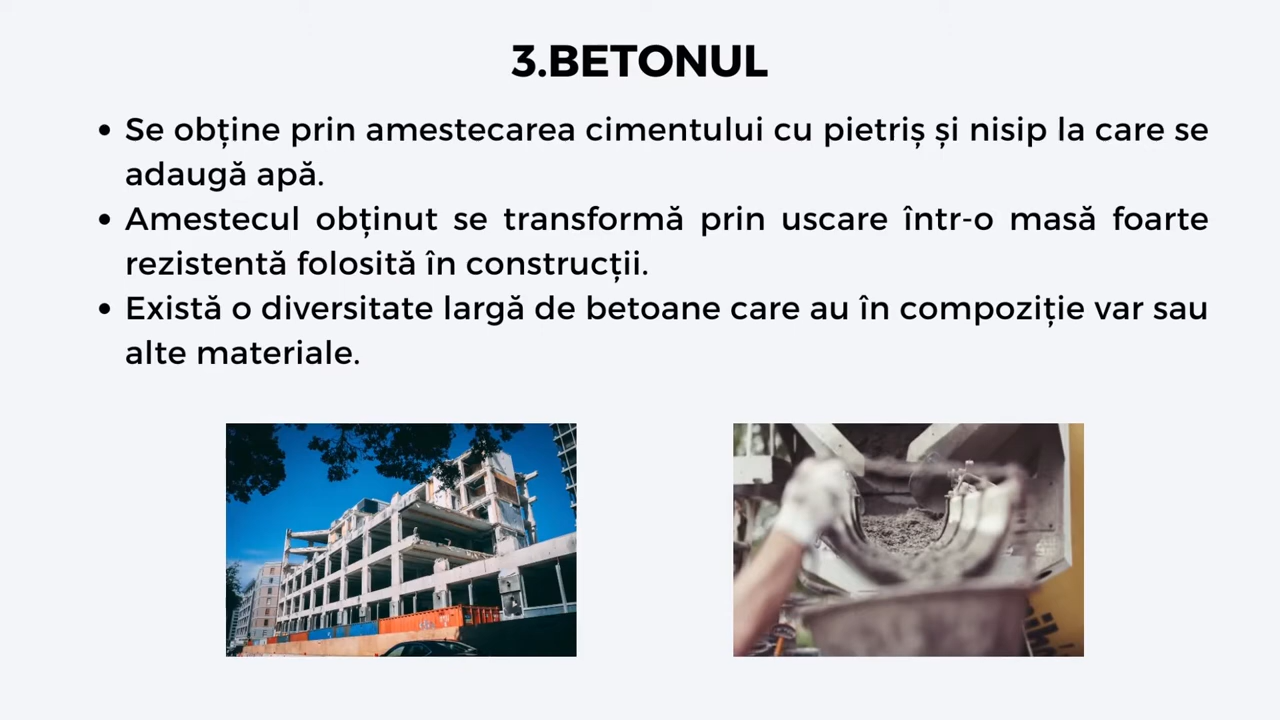 3.BETONUL
• Se obține prin amestecarea cimentului cu pietriș și nisip la care se
adaugă apă.
• Amestecul obținut se transformă prin uscare într-o masă foarte
rezistentă folosită în construcții.
• Există o diversitate largă de betoane care au în compoziție var sau
alte materiale.